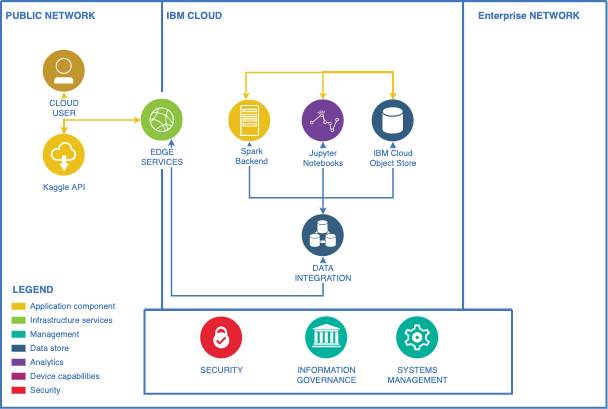 PUBLIC NETWORK
IBM CLOUD
Enterprise NETWORK
CLOUD
USER
Kaggle API
EDGE
SERVICES
Spark
Backend
Jupyter
Notebooks
IBM Cloud
Object Store
DATA
INTEGRATION
LEGEND
Application component
Infrastructure services
Management
Data store
Analytics
Device capabilities
Security
SECURITY
INFORMATION
GOVERNANCE
SYSTEMS
MANAGEMENT